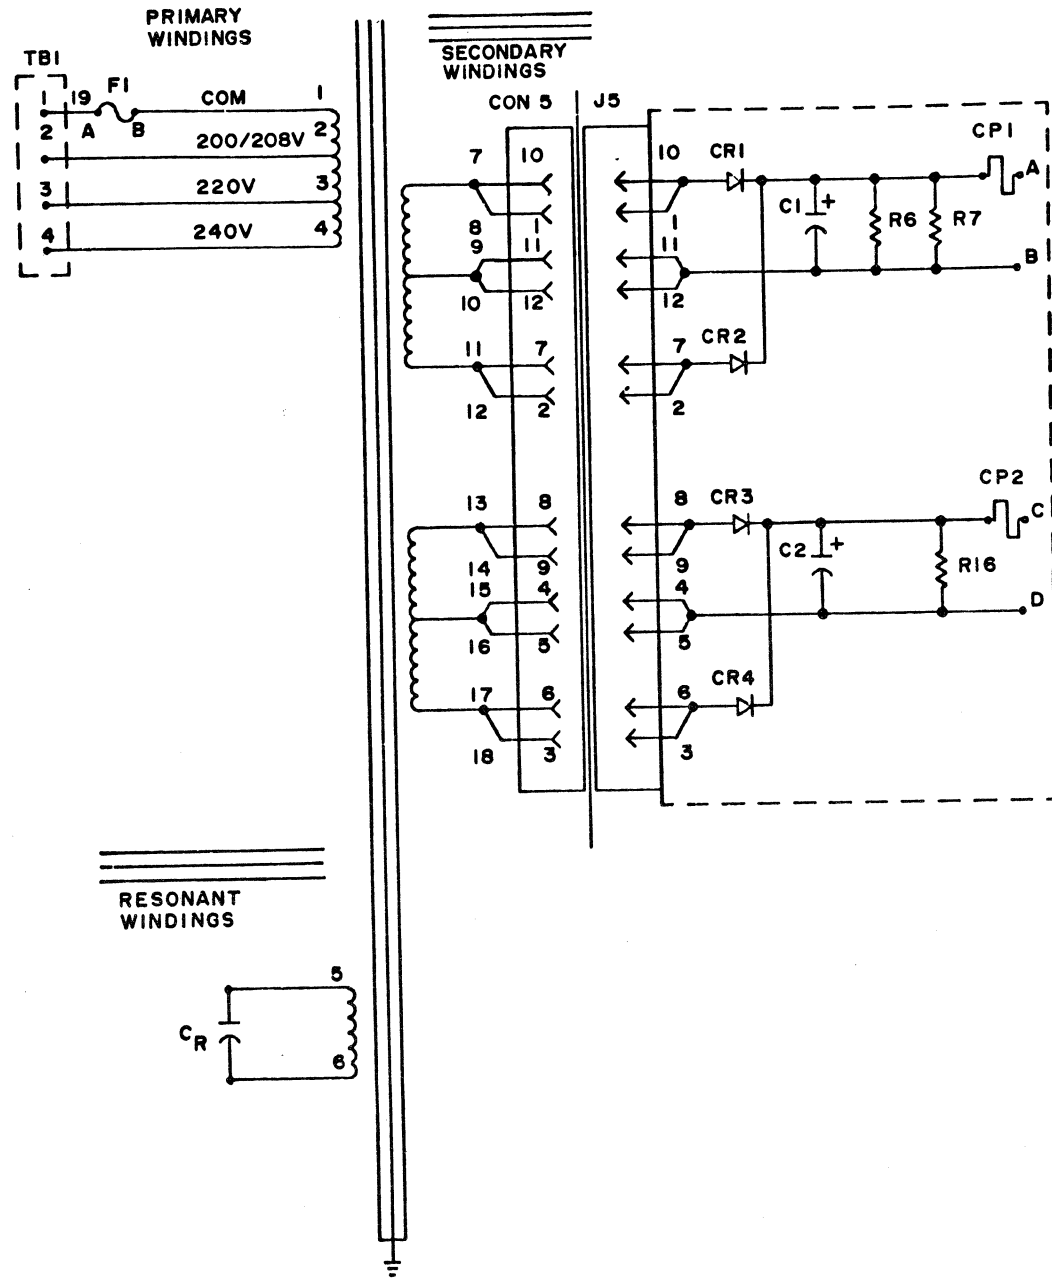 PRIMARY
WINDINGS
SECONDARY
WINDINGS
TB1
F1
1
19
COM
1
2
A
B
2
200/208V
3
220V
3
4
240V
4
CON 5
J5
7
10
10
CR1
CP1
A
C1
+
R6
R7
8
1
1
9
11
11
B
10
12
12
11
7
7
CR2
12
2
2
13
8
8
CR3
CP2
C
C2
+
R16
14
9
9
15
4
4
D
16
5
5
17
6
6
CR4
18
3
3
RESONANT
WINDINGS
5
CR
6